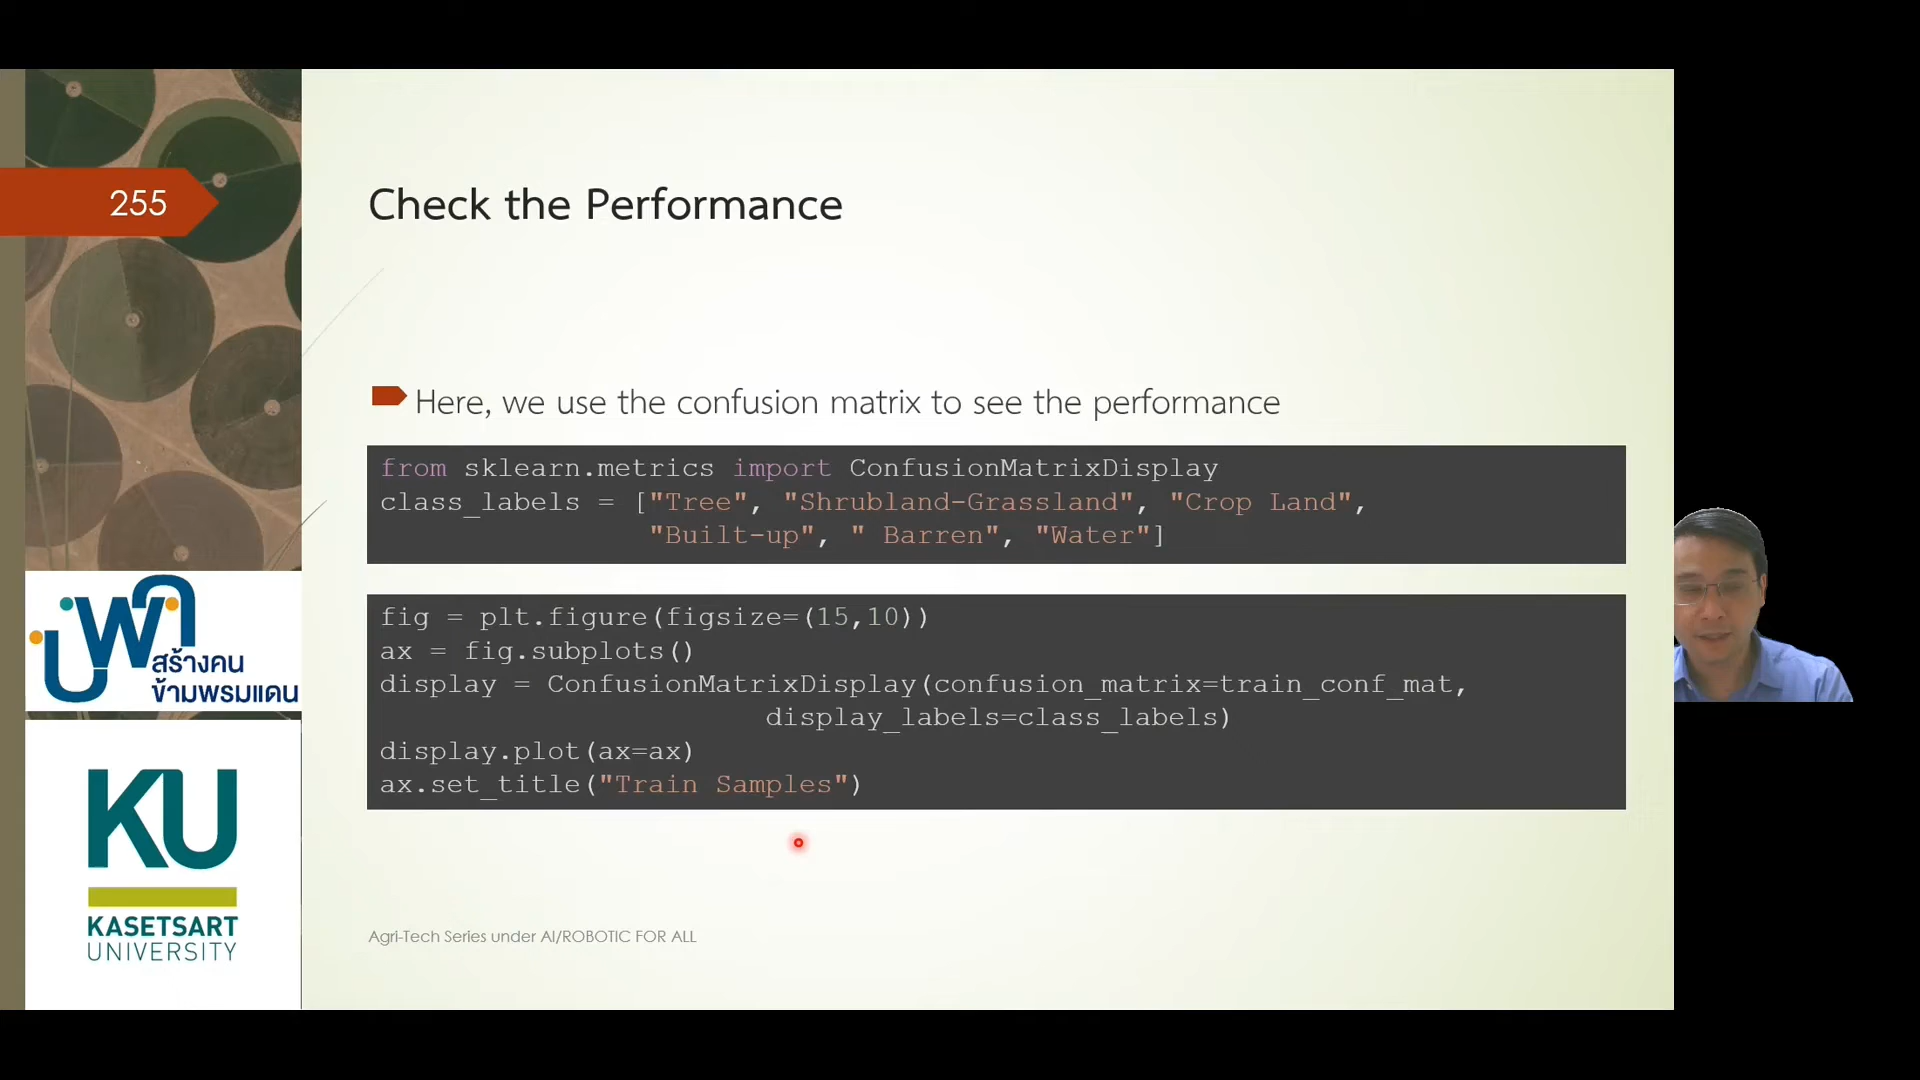 255
Check the Performance
Here, we use the confusion matrix to see the performance
from sklearn.metrics import ConfusionMatrixDisplay
class_labels = ["Tree", "Shrubland-Grassland", "Crop Land",
"Built-up", " Barren", "Water"]
fig = plt.figure(figsize=(15,10))
ax = fig.subplots()
display = ConfusionMatrixDisplay(confusion_matrix=train_conf_mat,
display_labels=class_labels)
display.plot(ax=ax)
ax.set_title("Train Samples")
สร้างคน
ข้ามพรมแดน
KU
KASETSART
UNIVERSITY
Agri-Tech Series under AI/ROBOTIC FOR ALL